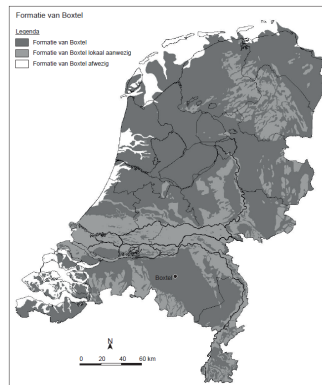 Formatie van Boxtel
Legenda
Formatie van Boxtel
Formatie van Boxtel lokaal aanwezig
Formatie van Boxtel afwezig
Boxtel
N
0 20 40 60 km